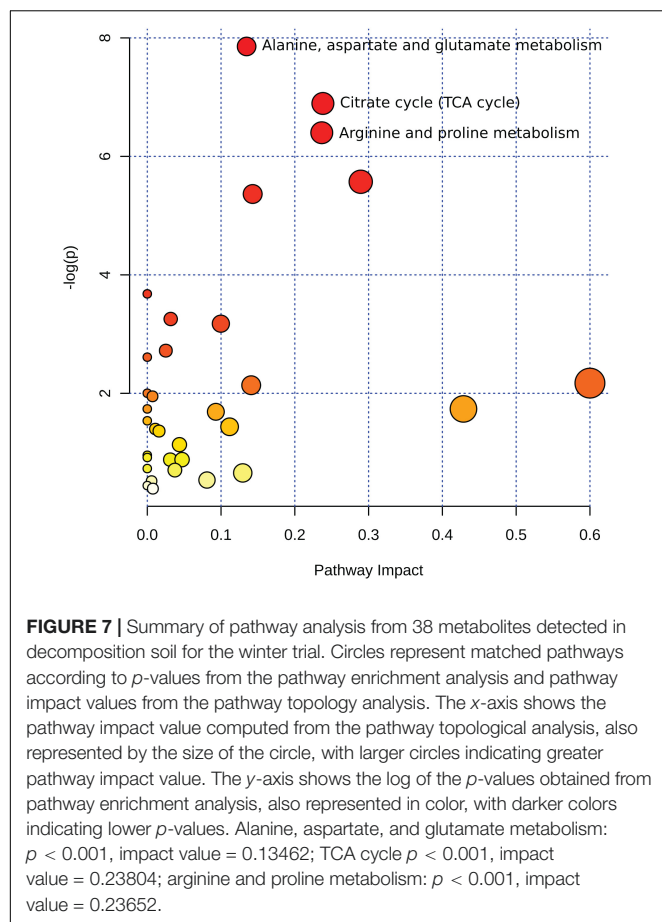 8
Alanine, aspartate and glutamate metabolism
Citrate cycle (TCA cycle)
Arginine and proline metabolism
6
-log(p)
4
2
0.0 0.1 0.2 0.3 0.4 0.5 0.6
Pathway Impact
FIGURE 7 | Summary of pathway analysis from 38 metabolites detected in
decomposition soil for the winter trial. Circles represent matched pathways
according to p-values from the pathway enrichment analysis and pathway
impact values from the pathway topology analysis. The x-axis shows the
pathway impact value computed from the pathway topological analysis, also
represented by the size of the circle, with larger circles indicating greater
pathway impact value. The y-axis shows the log of the p-values obtained from
pathway enrichment analysis, also represented in color, with darker colors
indicating lower p-values. Alanine, aspartate, and glutamate metabolism:
p < 0.001, impact value = 0.13462; TCA cycle p < 0.001, impact
value = 0.23804; arginine and proline metabolism: p < 0.001, impact
value = 0.23652.